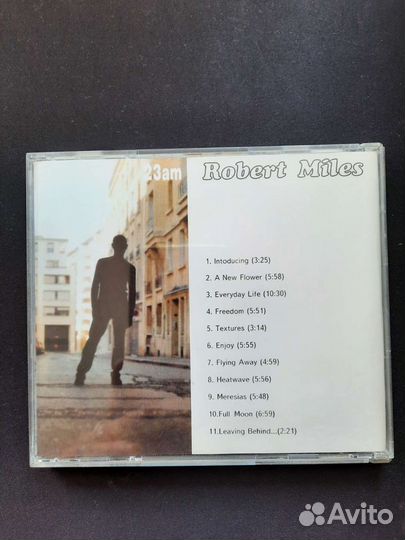 23am
Robert Miles
1. Intoducing (3:25)
2. A New Flower (5:58)
3. Everyday Life (10:30)
4. Freedom (5:51)
5. Textures (3:14)
6. Enjoy (5:55)
7. Flying Away (4:59)
8. Heatwave (5:56)
9. Meresias (5:48)
10.Full Moon (6:59)
11.Leaving Behind...(2:21)
Avito